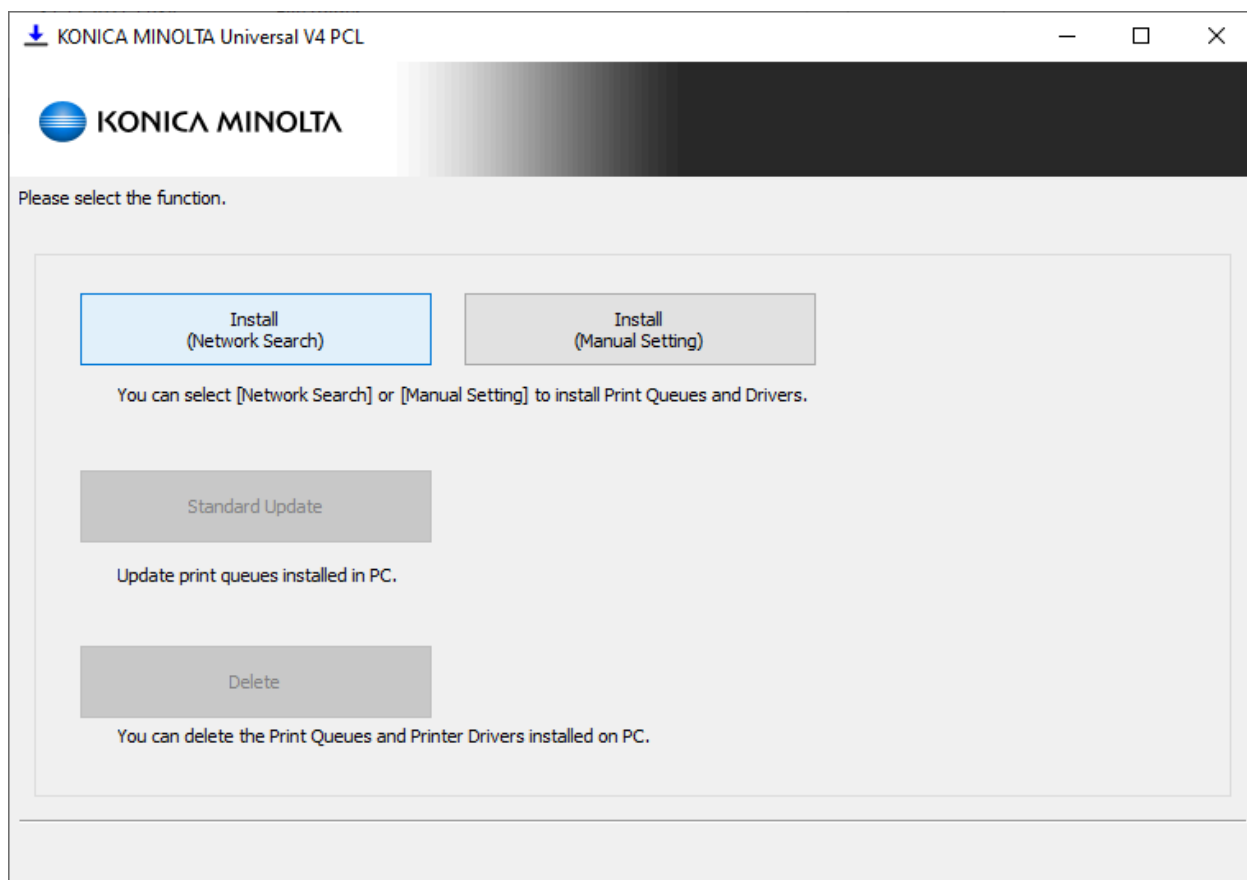 KONICA MINOLTA Universal V4 PCL
KONICA MINOLTA
Please select the function.
Install
(Network Search)
Install
(Manual Setting)
You can select [Network Search] or [Manual Setting] to install Print Queues and Drivers.
Standard Update
Update print queues installed in PC.
Delete
You can delete the Print Queues and Printer Drivers installed on PC.